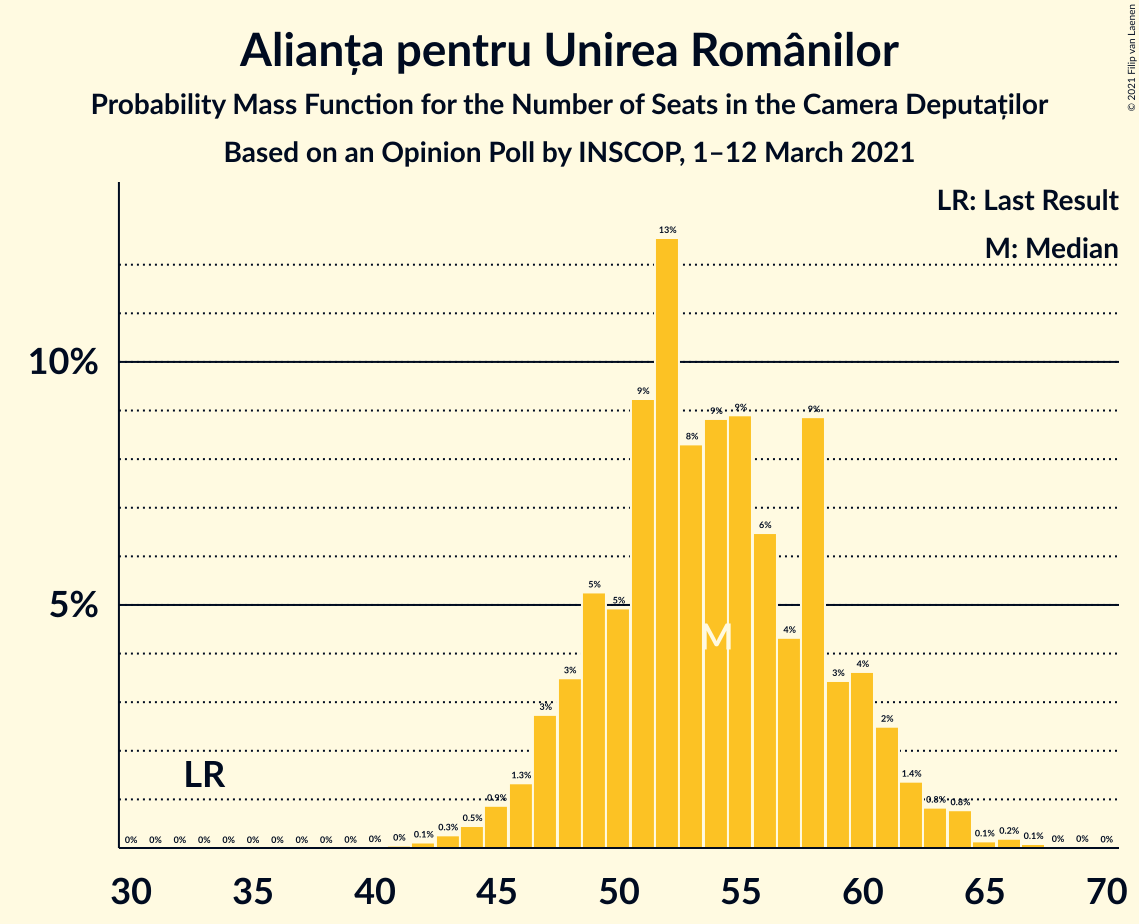 Alianța pentru Unirea Românilor
Probability Mass Function for the Number of Seats in the Camera Deputaților
Based on an Opinion Poll by INSCOP, 1–12 March 2021
© 2021 Filip van Laenen
LR: Last Result
M: Median
10%
5%
0% 0% 0% 0% 0% 0% 0% 0% 0% 0% 0% 0% 0.1% 0.3% 0.5% 0.9% 1.3% 3% 3% 5% 5% 9% 13% 8% 9% 9% 6% 4% 9% 3% 4% 2% 1.4% 0.8% 0.8% 0.1% 0.2% 0.1% 0% 0% 0%
M
LR
30 35 40 45 50 55 60 65 70